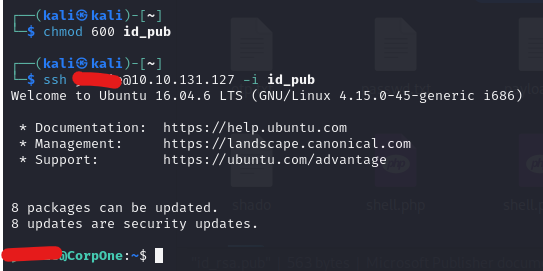 ┌──(kali㉿kali)-[~]
└─$ chmod 600 id_pub
┌──(kali㉿kali)-[~]
└─$ ssh @10.10.131.127 -i id_pub
Welcome to Ubuntu 16.04.6 LTS (GNU/Linux 4.15.0-45-generic i686)
* Documentation:  https://help.ubuntu.com
* Management:     https://landscape.canonical.com
* Support:        https://ubuntu.com/advantage
8 packages can be updated.
8 updates are security updates.
@CorpOne:~$